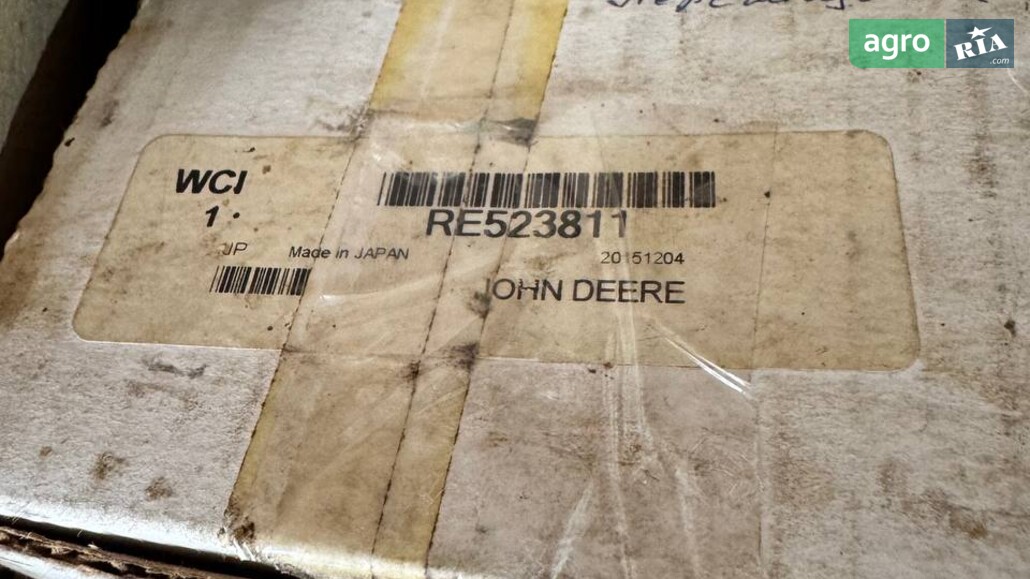 agro RIA.com
WCI
1
RE523811
JP Made in JAPAN 20151204
JOHN DEERE